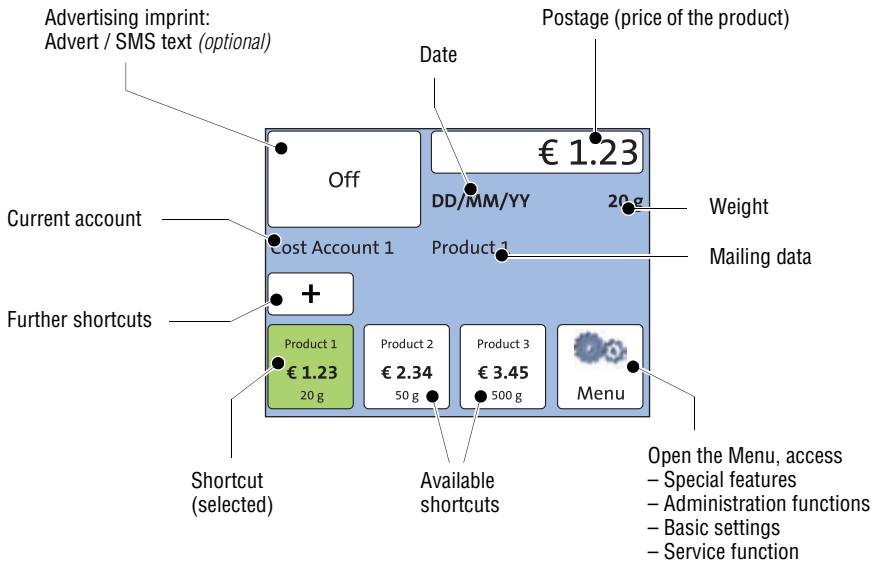 Advertising imprint:
Advert / SMS text (optional)
Postage (price of the product)
Date
€ 1.23
Off
DD/MM/YY
20 g
Weight
Current account
Cost Account 1
Product 1
Mailing data
+
Further shortcuts
Product 1
€ 1.23
20 g
Product 2
€ 2.34
50 g
Product 3
€ 3.45
500 g
Menu
Shortcut
(selected)
Available
shortcuts
Open the Menu, access
– Special features
– Administration functions
– Basic settings
– Service function